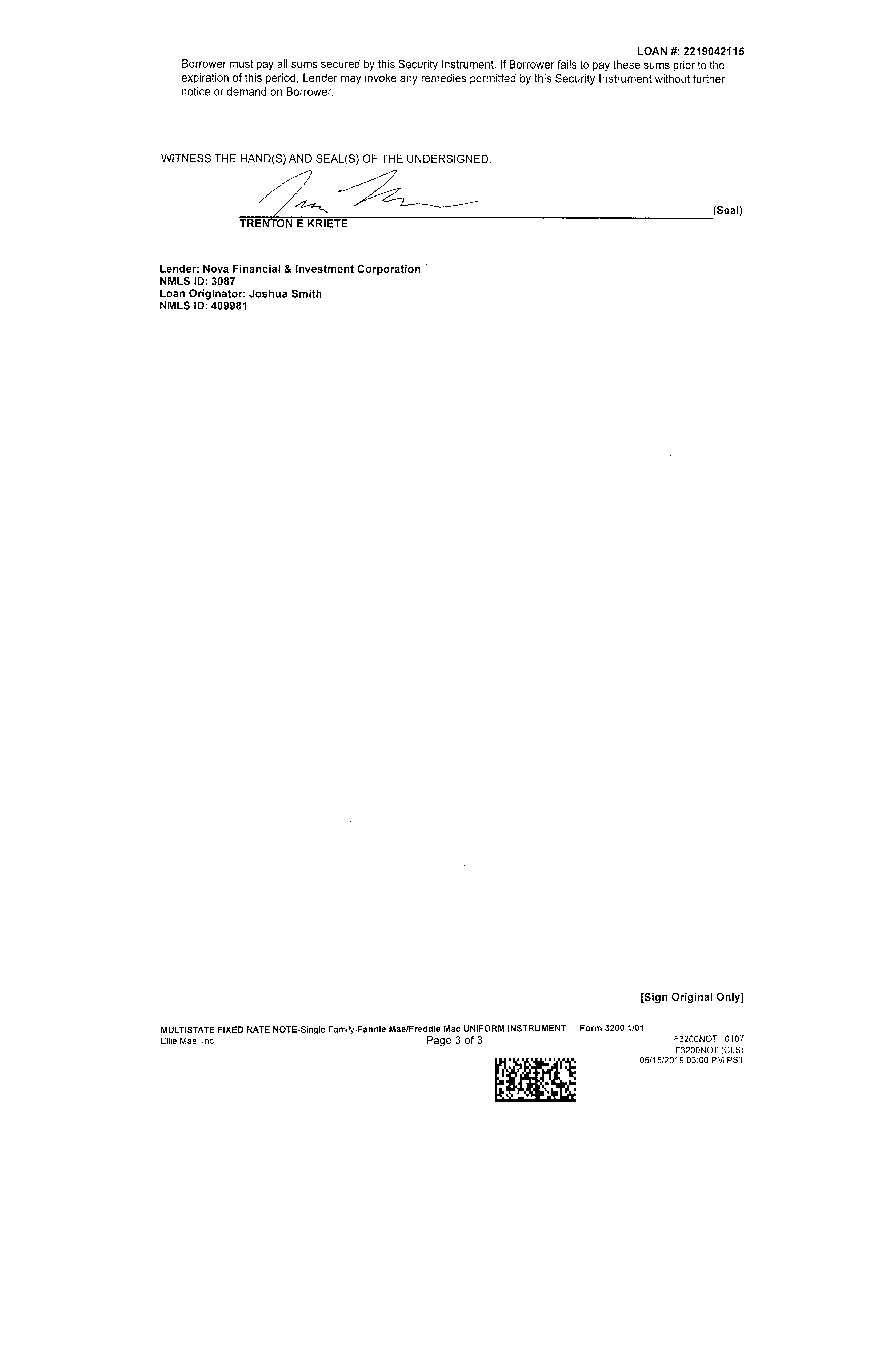 LOAN #: 2219042115
Borrower must pay all sums secured by this Security Instrument. If Borrower fails to pay these sums prior to the
expiration of this period, Lender may invoke any remedies permitted by this Security Instrument without further
notice or demand on Borrower.
WITNESS THE HAND(S) AND SEAL(S) OF THE UNDERSIGNED.
(Seal)
TRENTON E KRIETE
Lender: Nova Financial & Investment Corporation
NMLS ID: 3087
Loan Originator: Joshua Smith
NMLS ID: 409981
[Sign Original Only]
MULTISTATE FIXED RATE NOTE-Single Family-Fannie Mae/Freddie Mac UNIFORM INSTRUMENT Form 3200 1/01
Ellie Mae, Inc. Page 3 of 3 F3200NOT 0107
F3200NOT (CLS)
05/15/2019 03:00 PM PST